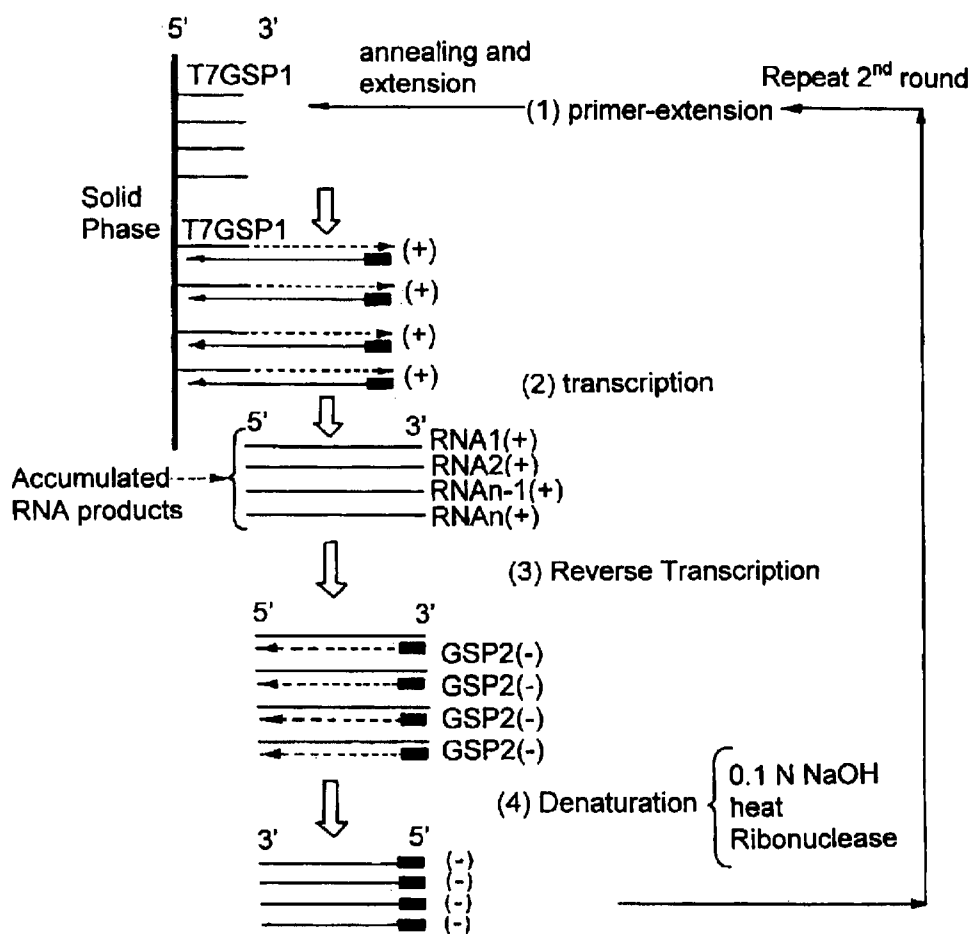 5' 3'
T7GSP1
annealing and
extension
Repeat 2nd round
(1) primer-extension
Solid
Phase
T7GSP1
(+)
(+)
(+)
(+)
(2) transcription
5' 3'
RNA1(+)
RNA2(+)
RNAn-1(+)
RNAn(+)
Accumulated
RNA products
(3) Reverse Transcription
5' 3'
GSP2(-)
GSP2(-)
GSP2(-)
GSP2(-)
(4) Denaturation
0.1 N NaOH
heat
Ribonuclease
3' 5'
(-)
(-)
(-)
(-)